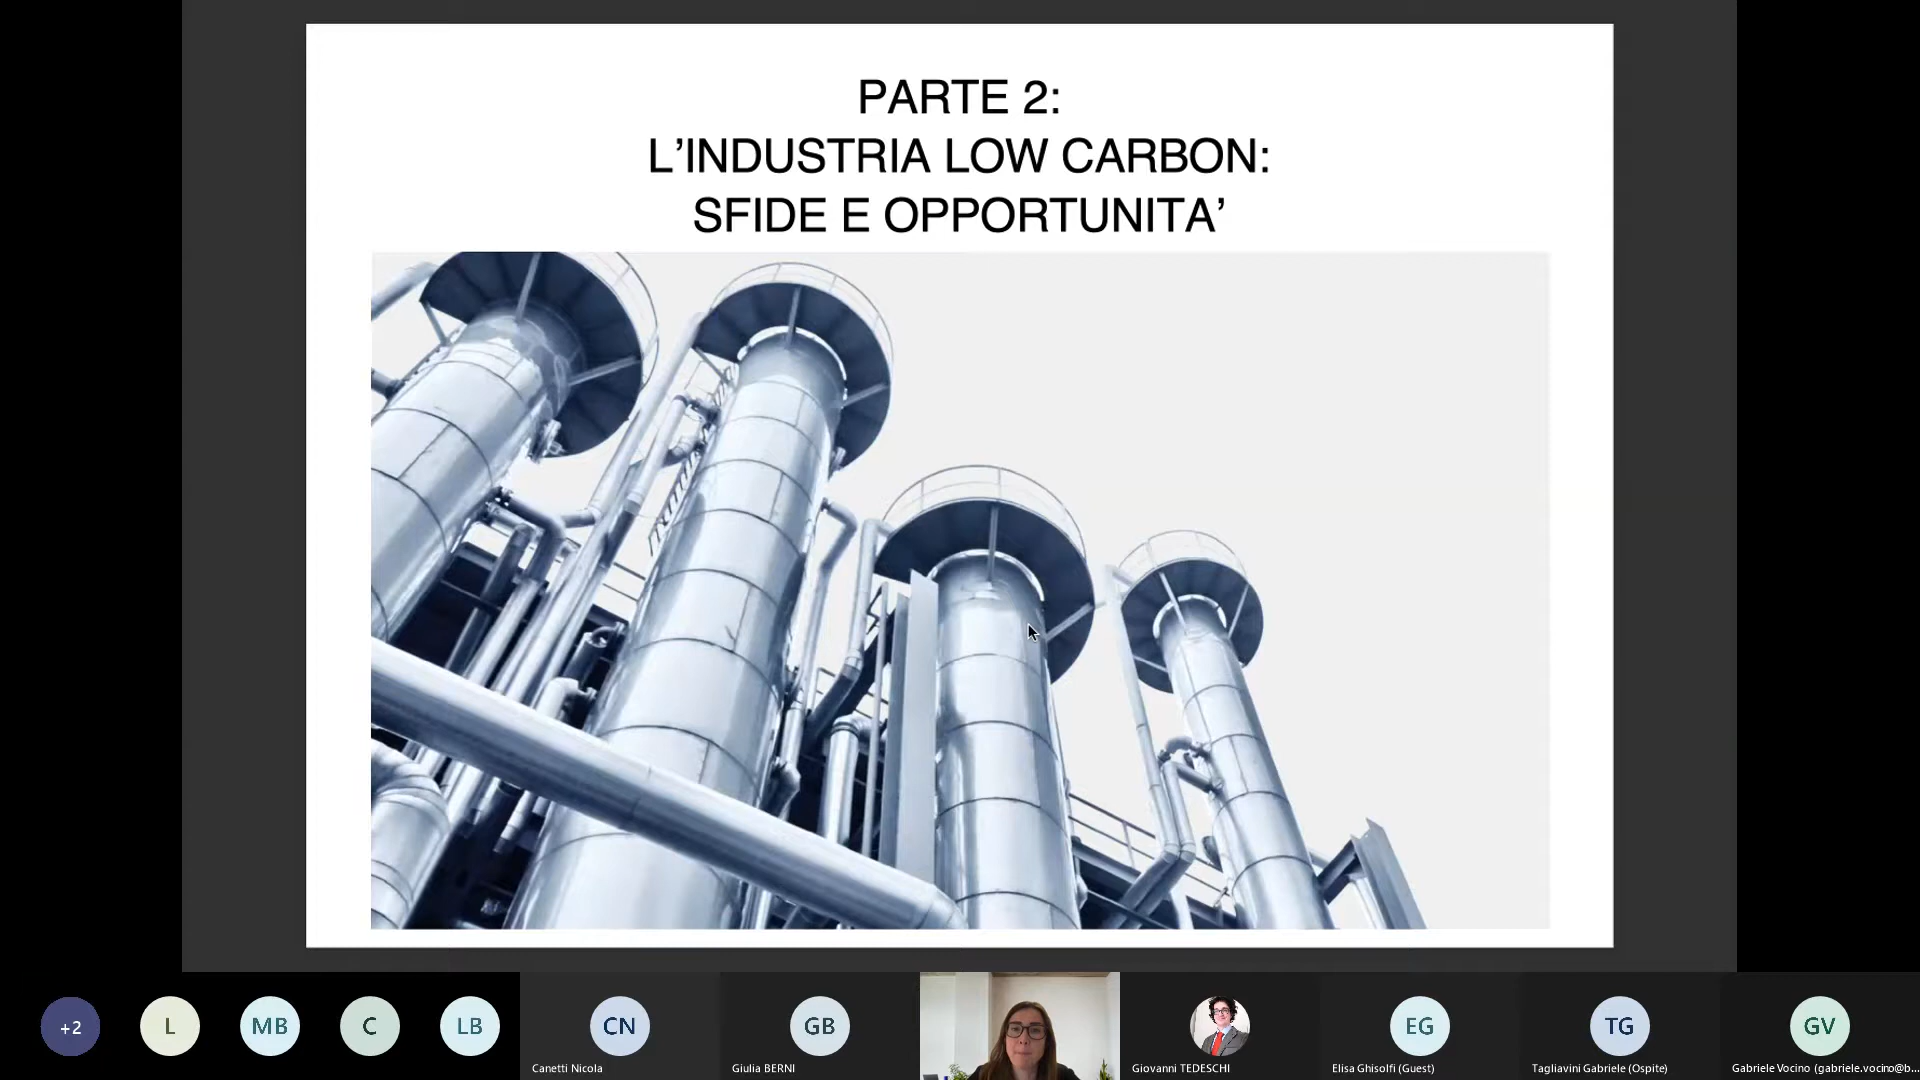 PARTE 2:
L’INDUSTRIA LOW CARBON:
SFIDE E OPPORTUNITA’
+2
L
MB
C
LB
CN
GB
EG
TG
GV
Canetti Nicola
Giulia BERNI
Giovanni TEDESCHI
Elisa Ghisolfi (Guest)
Tagliavini Gabriele (Ospite)
Gabriele Vocino (gabriele.vocino@b...